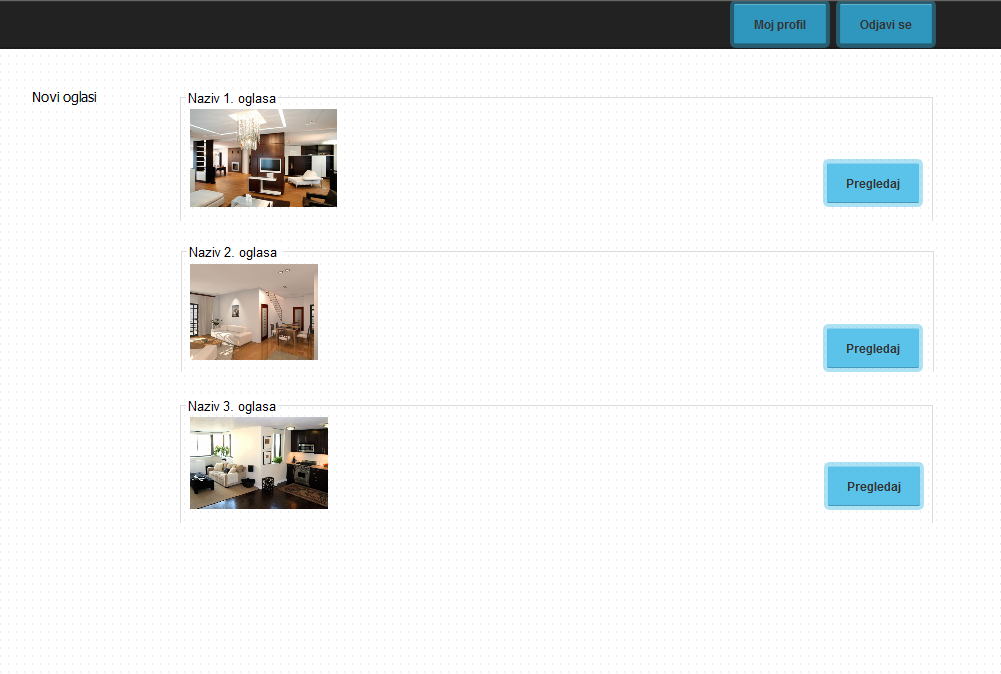 Moj profil
Odjavi se
Novi oglasi
Naziv 1. oglasa
Pregledaj
Naziv 2. oglasa
Pregledaj
Naziv 3. oglasa
Pregledaj